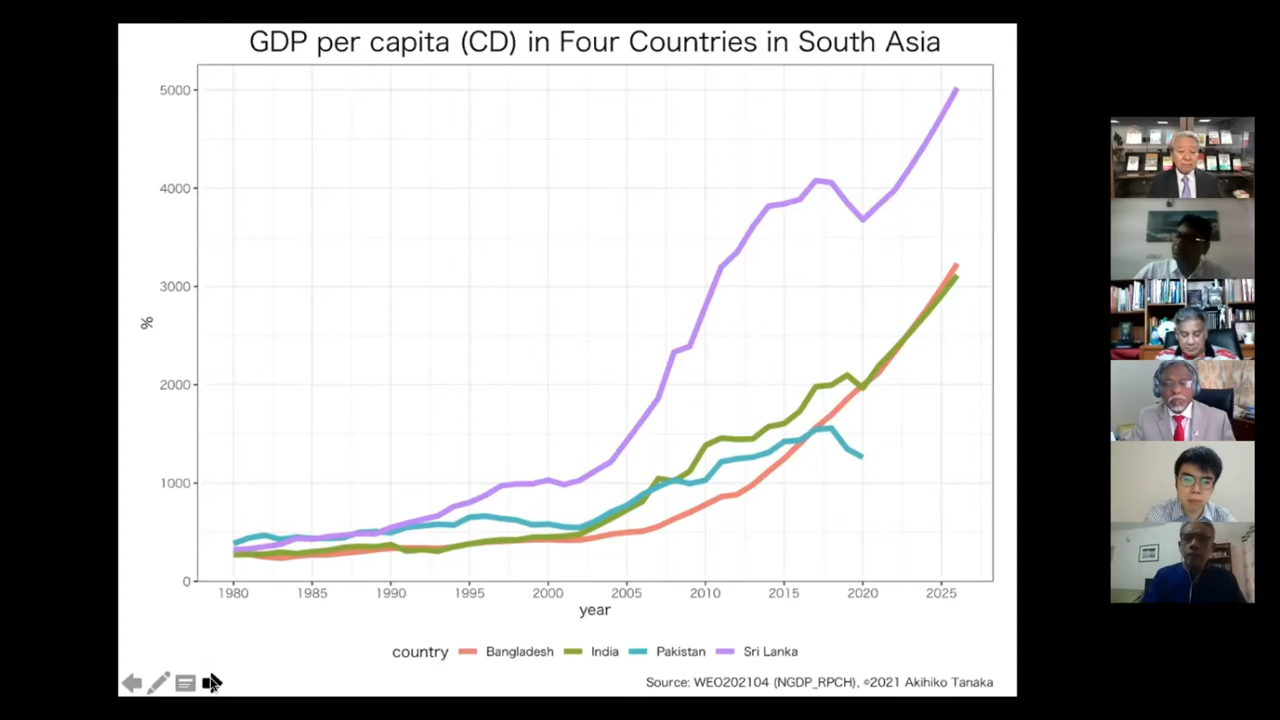 GDP per capita (CD) in Four Countries in South Asia
5000
4000
3000
2000
1000
0
%
1980 1985 1990 1995 2000 2005 2010 2015 2020 2025
year
country Bangladesh India Pakistan Sri Lanka
Source: WEO202104 (NGDP_RPCH), ©2021 Akihiko Tanaka